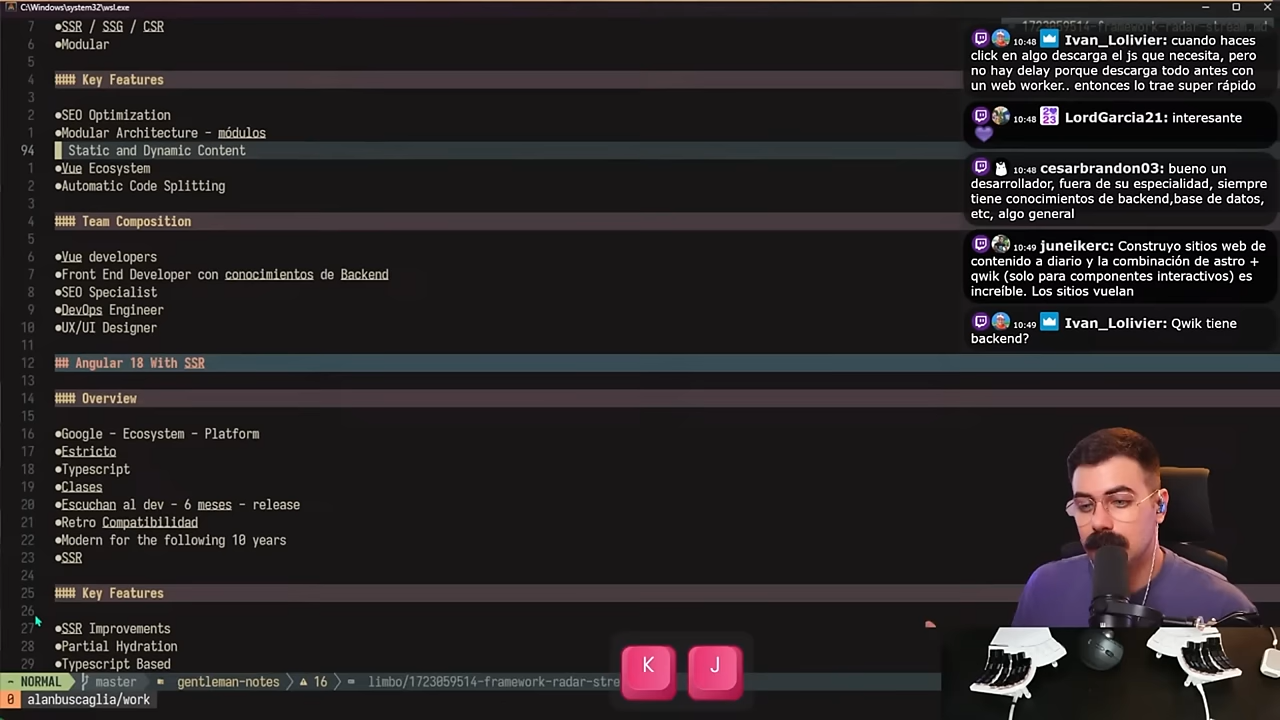 C:\Windows\system32\wsl.exe
7 ●SSR / SSG / CSR
1723059514-framework-radar-stream.md
6 ●Modular
5
4 ### Key Features
3
2 ●SEO Optimization
1 ●Modular Architecture - módulos
94 Static and Dynamic Content
1 ●Vue Ecosystem
2 ●Automatic Code Splitting
3
4 ### Team Composition
5
6 ●Vue developers
7 ●Front End Developer con conocimientos de Backend
8 ●SEO Specialist
9 ●DevOps Engineer
10 ●UX/UI Designer
11
12 ## Angular 18 With SSR
13
14 ### Overview
15
16 ●Google - Ecosystem - Platform
17 ●Estricto
18 ●Typescript
19 ●Clases
20 ●Escuchan al dev - 6 meses - release
21 ●Retro Compatibilidad
22 ●Modern for the following 10 years
23 ●SSR
24
25 ### Key Features
26
27 ●SSR Improvements
28 ●Partial Hydration
29 ●Typescript Based
~ NORMAL master gentleman-notes 16 limbo/1723059514-framework-radar-stre
0 alanbuscaglia/work
10:48 Ivan_Lolivier: cuando haces
click en algo descarga el js que necesita, pero
no hay delay porque descarga todo antes con
un web worker.. entonces lo trae super rápido
10:48 LordGarcia21: interesante
10:48 cesarbrandon03: bueno un
desarrollador, fuera de su especialidad, siempre
tiene conocimientos de backend,base de datos,
etc, algo general
10:49 juneikerc: Construyo sitios web de
contenido a diario y la combinación de astro +
qwik (solo para componentes interactivos) es
increíble. Los sitios vuelan
10:49 Ivan_Lolivier: Qwik tiene
backend?
K J